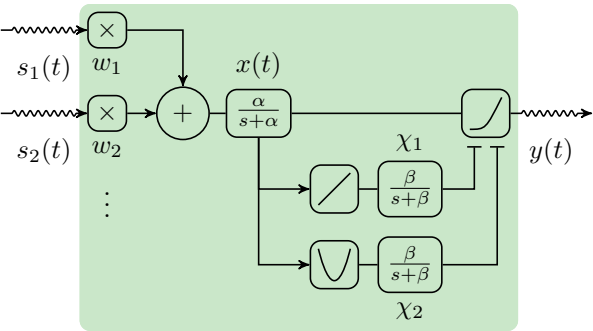 ×
s₁(t)
w₁
x(t)
×
+
α/(s+α)
s₂(t)
w₂
y(t)
⋮
χ₁
β/(s+β)
β/(s+β)
χ₂